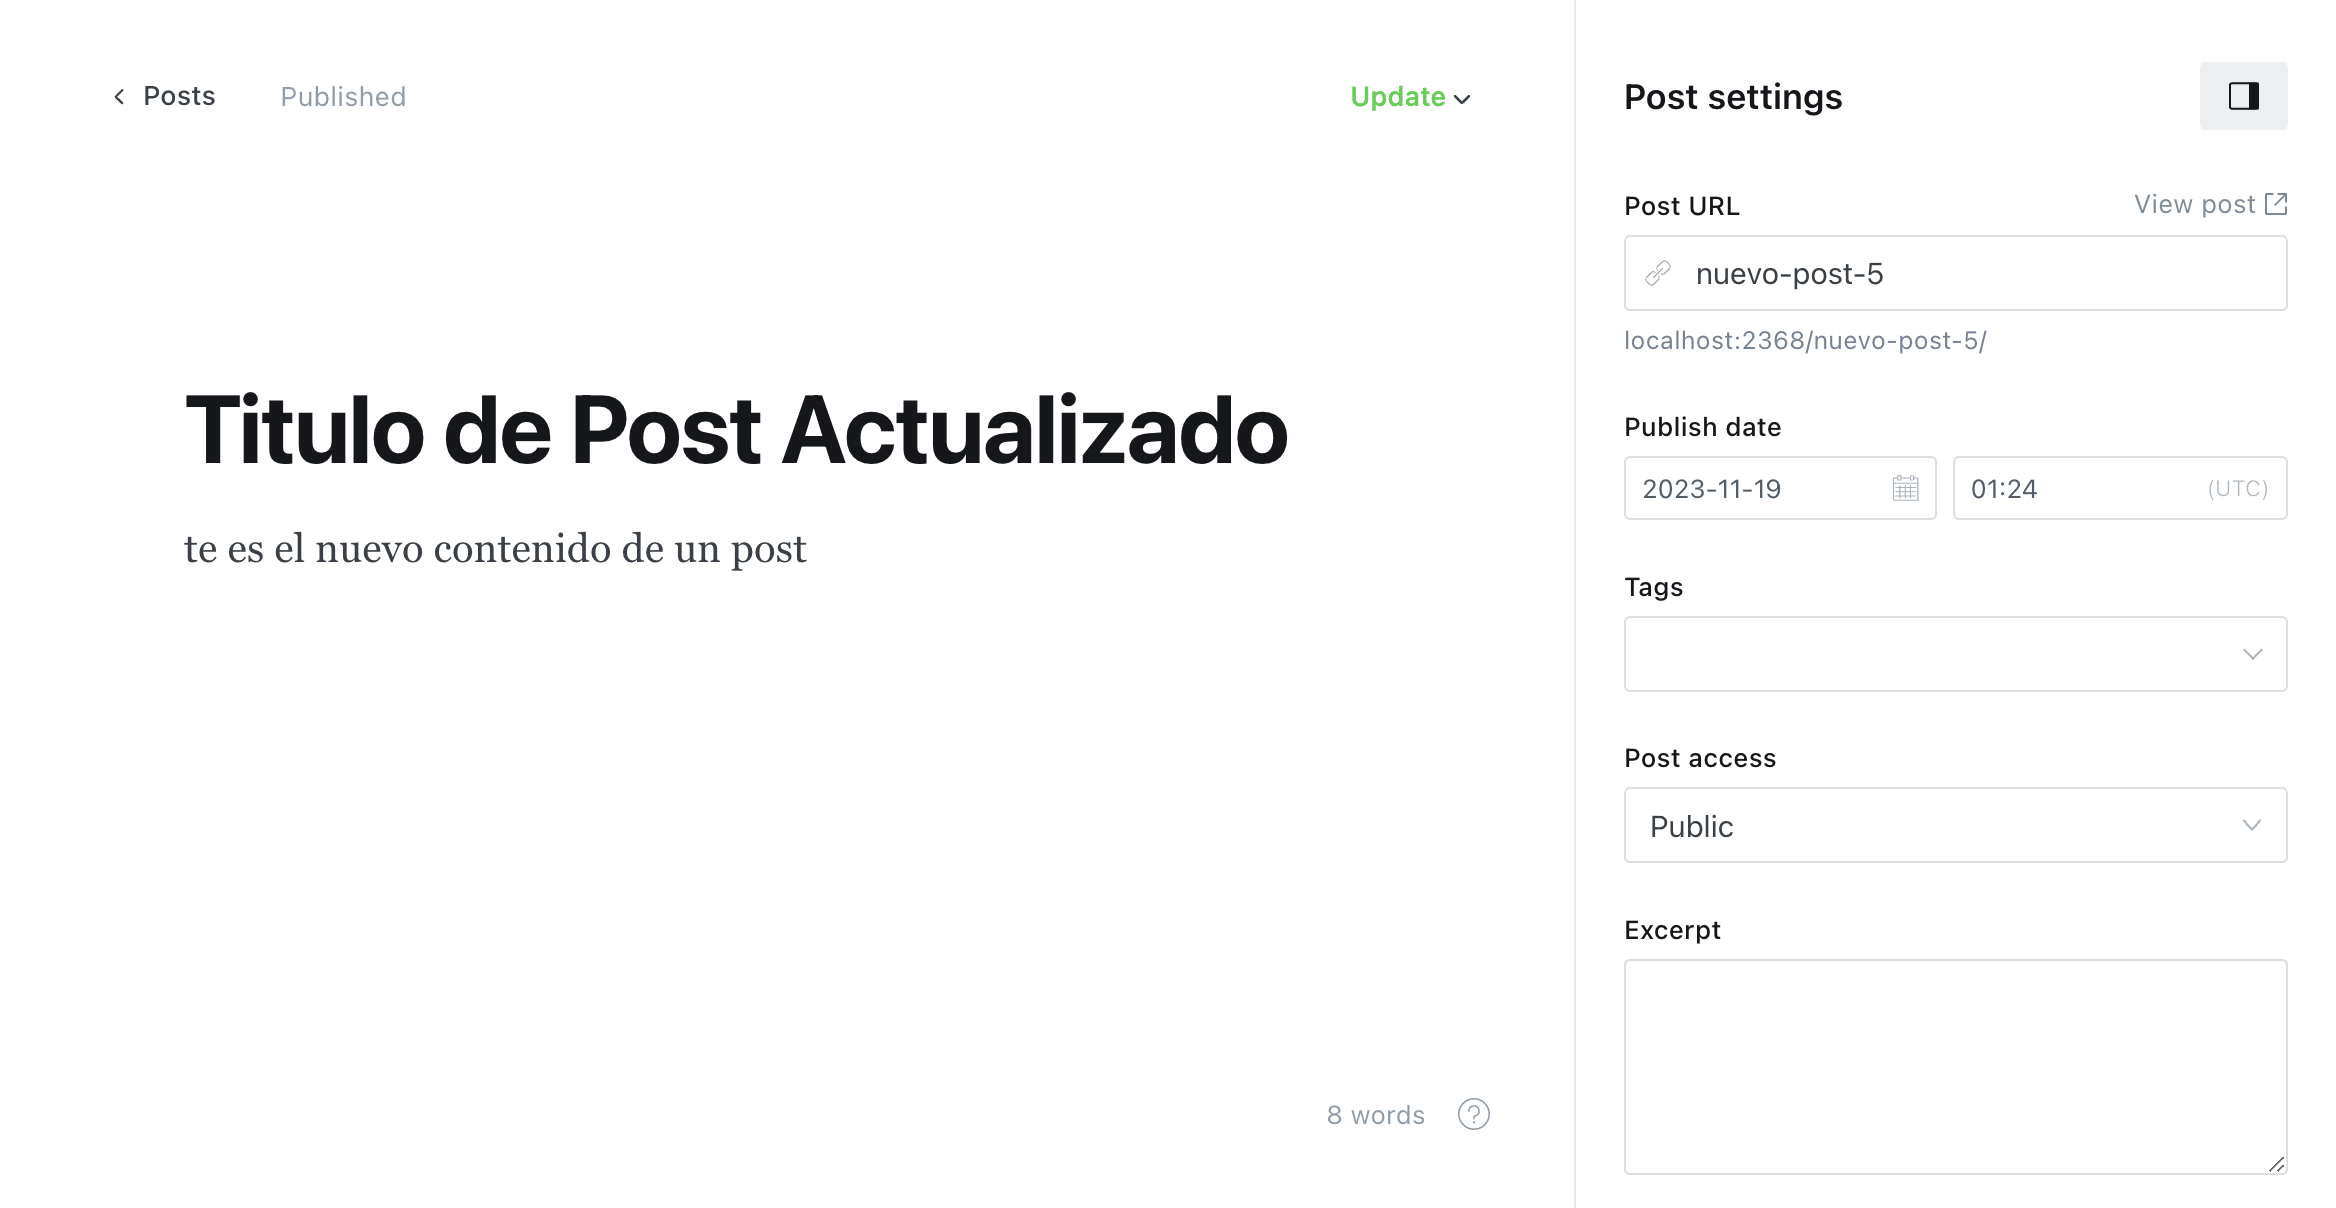 Posts
Published
Update
Titulo de Post Actualizado
te es el nuevo contenido de un post
8 words
?
Post settings
Post URL
View post
nuevo-post-5
localhost:2368/nuevo-post-5/
Publish date
2023-11-19
01:24
(UTC)
Tags
Post access
Public
Excerpt